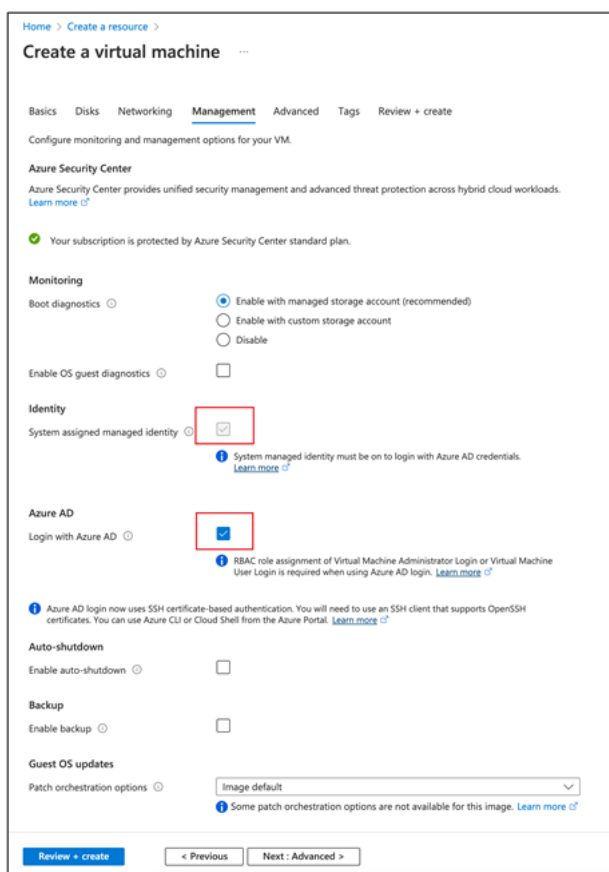 Home > Create a resource >
Create a virtual machine ...
Basics Disks Networking Management Advanced Tags Review + create
Configure monitoring and management options for your VM.
Azure Security Center
Azure Security Center provides unified security management and advanced threat protection across hybrid cloud workloads.
Learn more
Your subscription is protected by Azure Security Center standard plan.
Monitoring
Boot diagnostics
Enable with managed storage account (recommended)
Enable with custom storage account
Disable
Enable OS guest diagnostics
Identity
System assigned managed identity
System managed identity must be on to login with Azure AD credentials.
Learn more
Azure AD
Login with Azure AD
RBAC role assignment of Virtual Machine Administrator Login or Virtual Machine
User Login is required when using Azure AD login. Learn more
Azure AD login now uses SSH certificate-based authentication. You will need to use an SSH client that supports OpenSSH
certificates. You can use Azure CLI or Cloud Shell from the Azure Portal. Learn more
Auto-shutdown
Enable auto-shutdown
Backup
Enable backup
Guest OS updates
Patch orchestration options
Image default
Some patch orchestration options are not available for this image. Learn more
Review + create < Previous Next : Advanced >